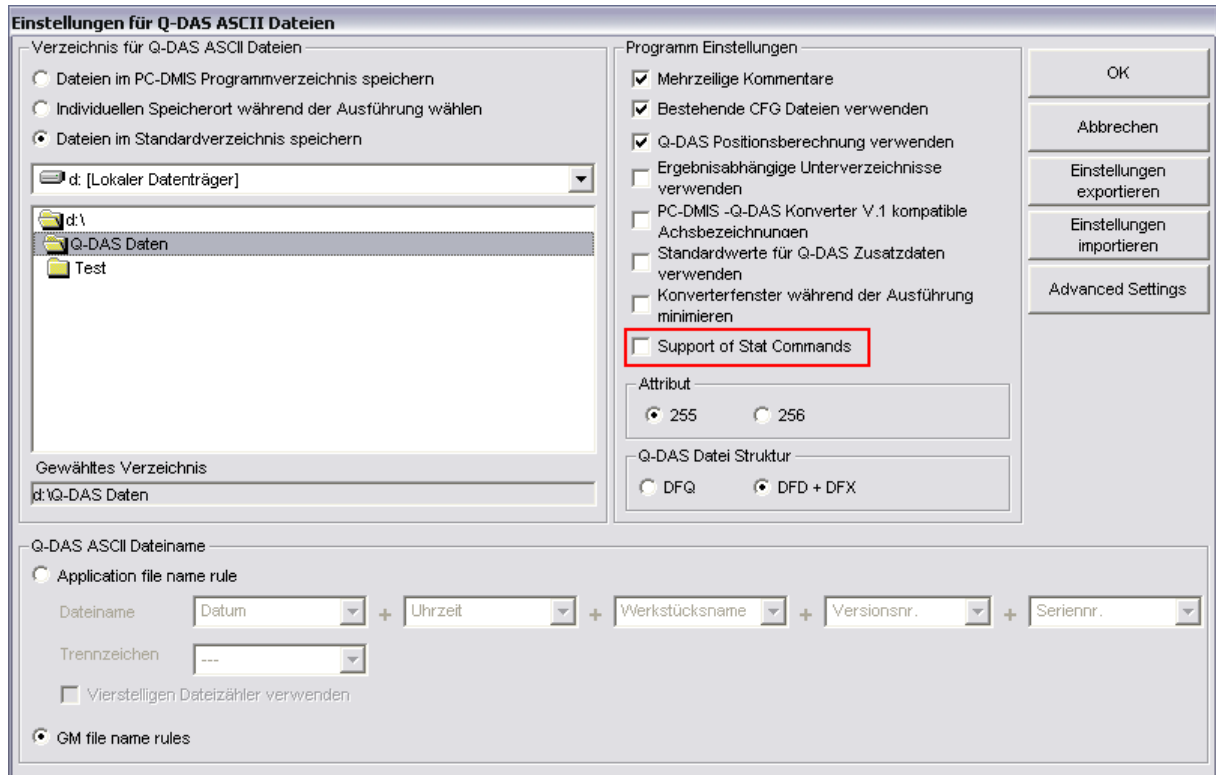 Einstellungen für Q-DAS ASCII Dateien
Verzeichnis für Q-DAS ASCII Dateien
Dateien im PC-DMIS Programmverzeichnis speichern
Individuellen Speicherort während der Ausführung wählen
Dateien im Standardverzeichnis speichern
d: [Lokaler Datenträger]
d:\
Q-DAS Daten
Test
Gewähltes Verzeichnis
d:\Q-DAS Daten
Programm Einstellungen
Mehrzeilige Kommentare
Bestehende CFG Dateien verwenden
Q-DAS Positionsberechnung verwenden
Ergebnisabhängige Unterverzeichnisse
verwenden
PC-DMIS -Q-DAS Konverter V.1 kompatible
Achsbezeichnungen
Standardwerte für Q-DAS Zusatzdaten
verwenden
Konverterfenster während der Ausführung
minimieren
Support of Stat Commands
Attribut
255 256
Q-DAS Datei Struktur
DFQ DFD + DFX
OK
Abbrechen
Einstellungen
exportieren
Einstellungen
importieren
Advanced Settings
Q-DAS ASCII Dateiname
Application file name rule
Dateiname Datum + Uhrzeit + Werkstücksname + Versionsnr. + Seriennr.
Trennzeichen ---
Vierstelligen Dateizähler verwenden
GM file name rules